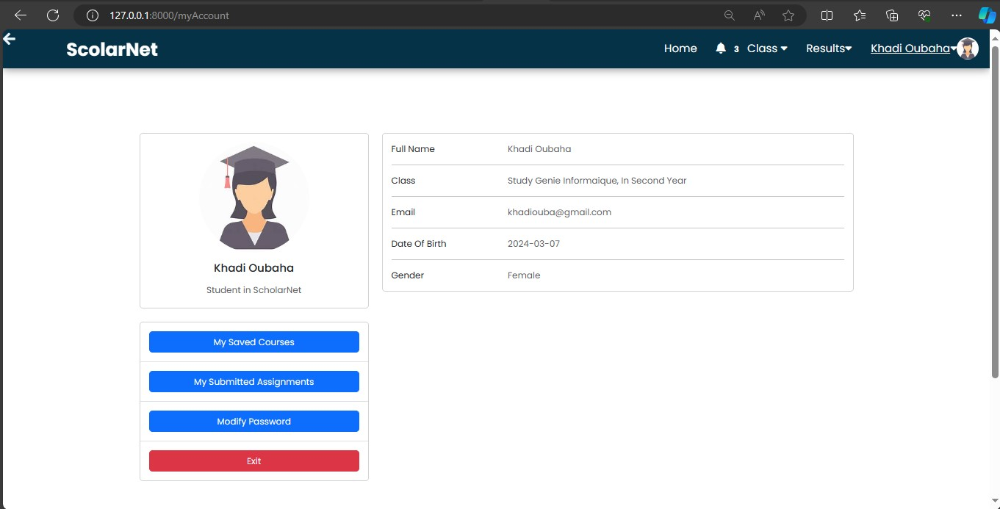 127.0.0.1:8000/myAccount
ScolarNet
Home
3
Class
Results
Khadi Oubaha
Khadi Oubaha
Student in ScholarNet
Full Name Khadi Oubaha
Class Study Genie Informaique, In Second Year
Email khadiouba@gmail.com
Date Of Birth 2024-03-07
Gender Female
My Saved Courses
My Submitted Assignments
Modify Password
Exit